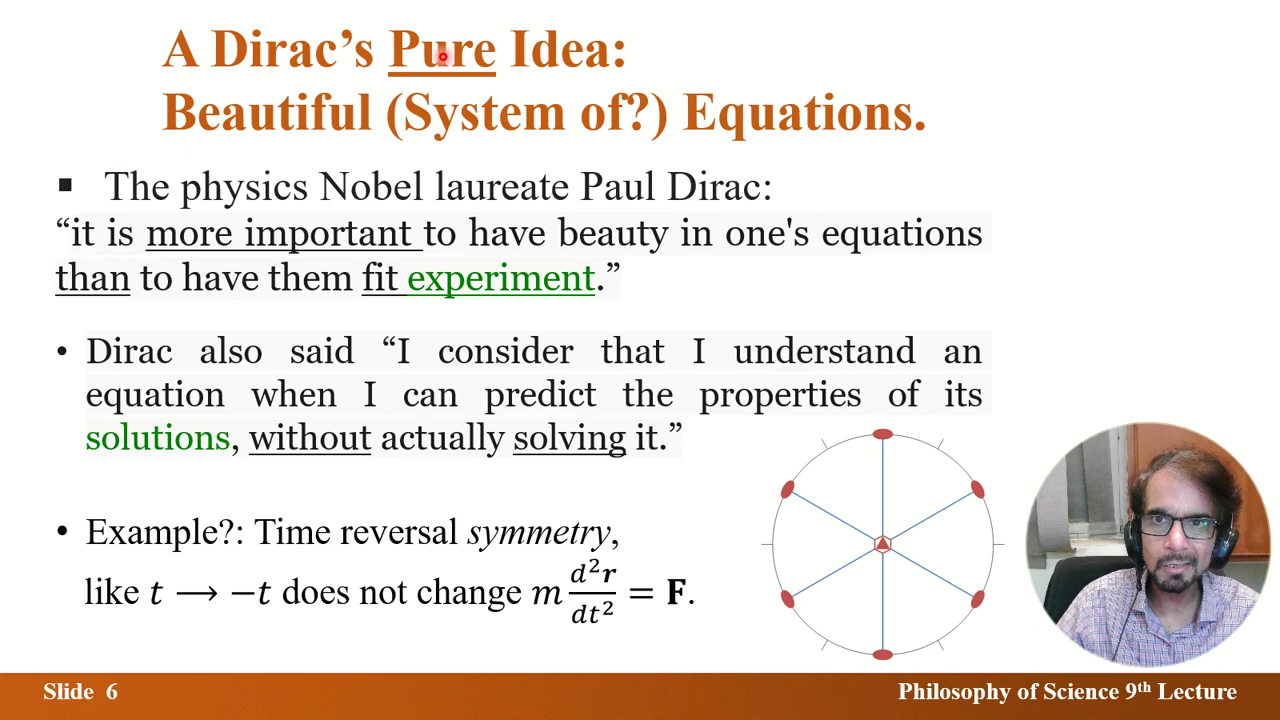 A Dirac’s Pure Idea:
Beautiful (System of?) Equations.
▪ The physics Nobel laureate Paul Dirac:
“it is more important to have beauty in one's equations
than to have them fit experiment.”
• Dirac also said “I consider that I understand an
equation when I can predict the properties of its
solutions, without actually solving it.”
• Example?: Time reversal symmetry,
like t ⟶ −t does not change m d²r/dt² = F.
Slide 6
Philosophy of Science 9th Lecture